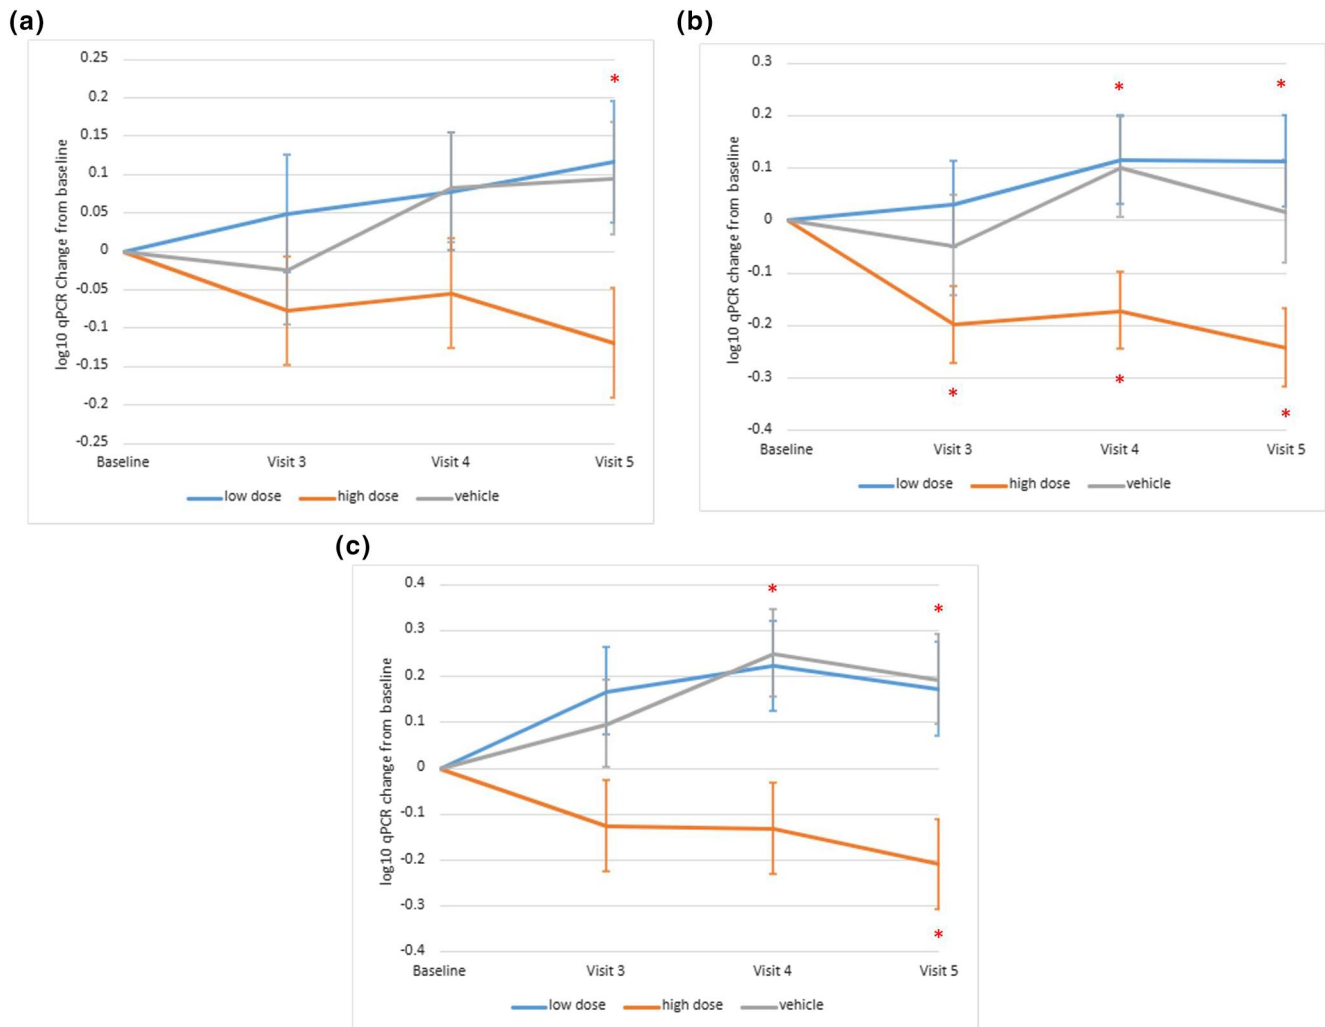 (a)
0.25
0.2
0.15
0.1
0.05
0
-0.05
-0.1
-0.15
-0.2
-0.25
log10 qPCR Change from baseline
*
Baseline Visit 3 Visit 4 Visit 5
low dose high dose vehicle
(b)
0.3
0.2
0.1
0
-0.1
-0.2
-0.3
-0.4
log10 qPCR Change from baseline
* *
* * *
Baseline Visit 3 Visit 4 Visit 5
low dose high dose vehicle
(c)
0.4
0.3
0.2
0.1
0
-0.1
-0.2
-0.3
-0.4
log10 qPCR change from baseline
* *
*
Baseline Visit 3 Visit 4 Visit 5
low dose high dose vehicle